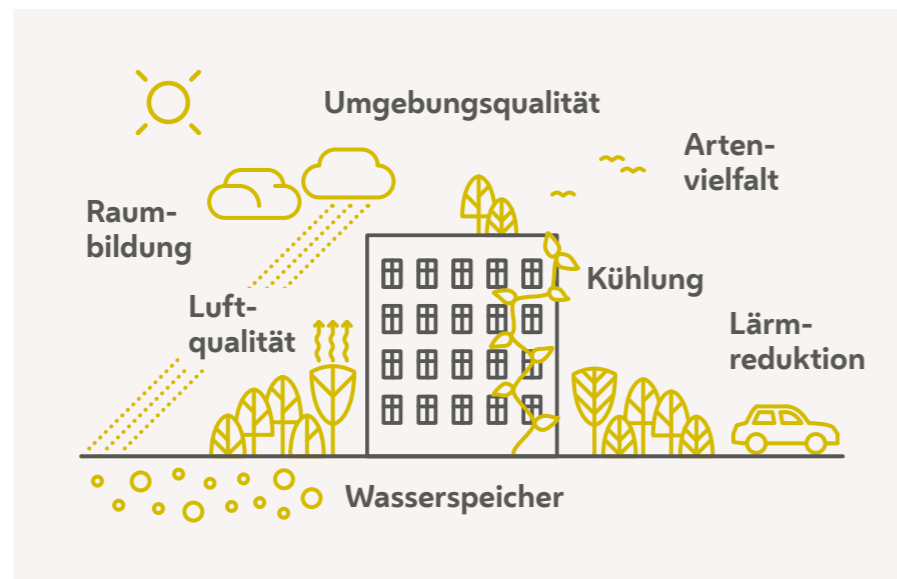 Umgebungsqualität
Arten-
vielfalt
Raum-
bildung
Kühlung
Luft-
qualität
Lärm-
reduktion
Wasserspeicher